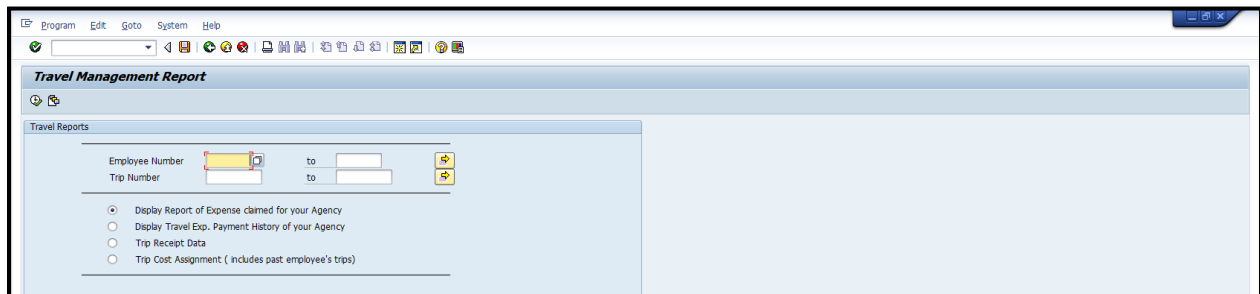 Program Edit Goto System Help
Travel Management Report
Travel Reports
Employee Number to
Trip Number to
Display Report of Expense claimed for your Agency
Display Travel Exp. Payment History of your Agency
Trip Receipt Data
Trip Cost Assignment ( includes past employee's trips)